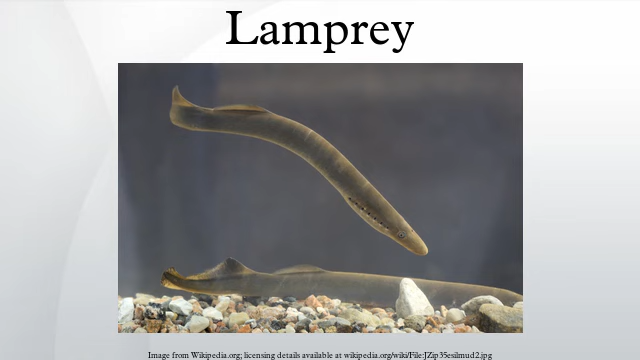 Lamprey
Image from Wikipedia.org; licensing details available at wikipedia.org/wiki/File:JZip35esilmud2.jpg